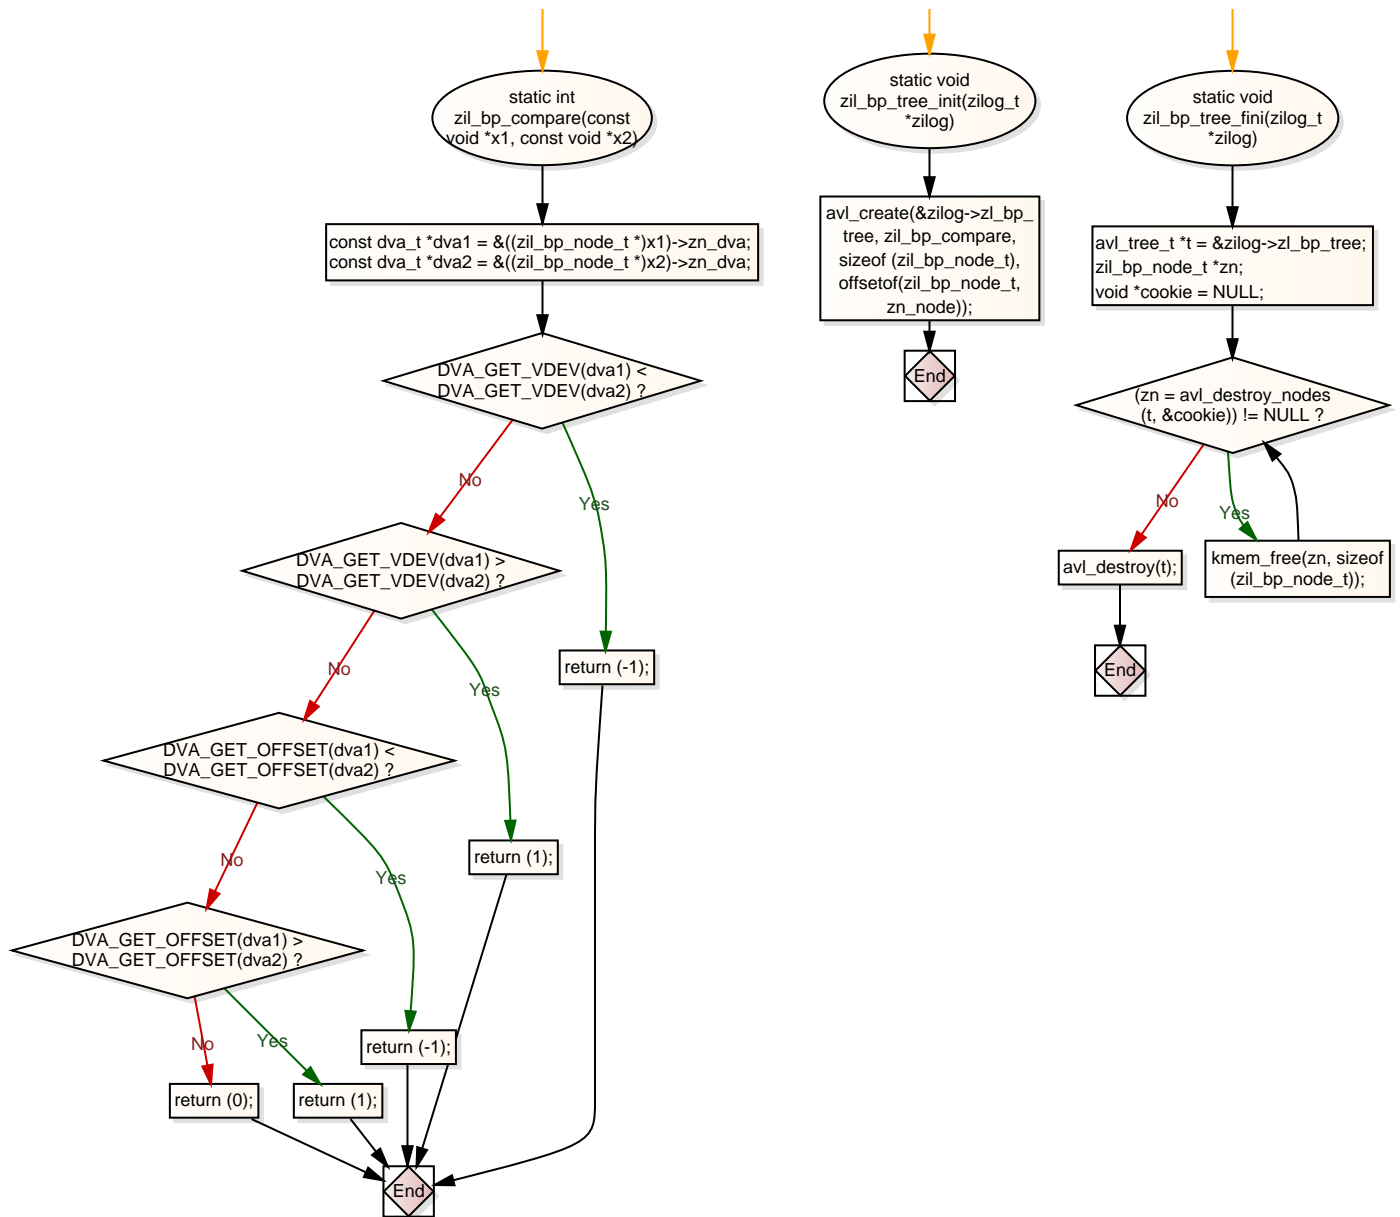 static int
zil_bp_compare(const
void *x1, const void *x2)
const dva_t *dva1 = &((zil_bp_node_t *)x1)->zn_dva;
const dva_t *dva2 = &((zil_bp_node_t *)x2)->zn_dva;
DVA_GET_VDEV(dva1) <
DVA_GET_VDEV(dva2) ?
No
Yes
DVA_GET_VDEV(dva1) >
DVA_GET_VDEV(dva2) ?
No
Yes
return (-1);
DVA_GET_OFFSET(dva1) <
DVA_GET_OFFSET(dva2) ?
No
Yes
return (1);
DVA_GET_OFFSET(dva1) >
DVA_GET_OFFSET(dva2) ?
No
Yes
return (-1);
return (0);
return (1);
End
static void
zil_bp_tree_init(zilog_t
*zilog)
avl_create(&zilog->zl_bp_
tree, zil_bp_compare,
sizeof (zil_bp_node_t),
offsetof(zil_bp_node_t,
zn_node));
End
static void
zil_bp_tree_fini(zilog_t
*zilog)
avl_tree_t *t = &zilog->zl_bp_tree;
zil_bp_node_t *zn;
void *cookie = NULL;
(zn = avl_destroy_nodes
(t, &cookie)) != NULL ?
No
Yes
avl_destroy(t);
kmem_free(zn, sizeof
(zil_bp_node_t));
End